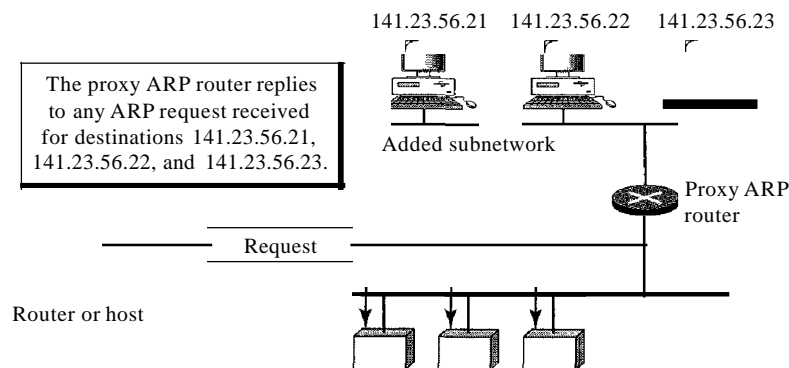 141.23.56.21 141.23.56.22 141.23.56.23
The proxy ARP router replies
to any ARP request received
for destinations 141.23.56.21,
141.23.56.22, and 141.23.56.23.
Added subnetwork
Proxy ARP
router
Request
Router or host